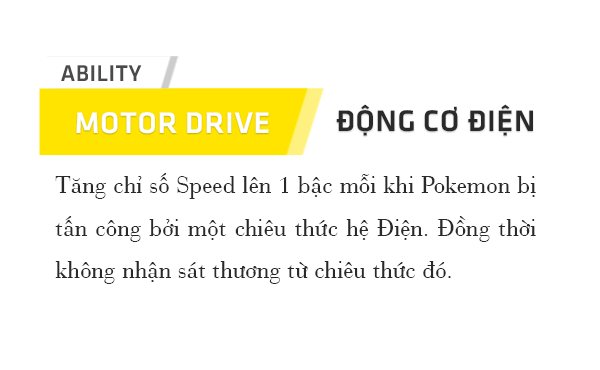 ABILITY
MOTOR DRIVE ĐỘNG CƠ ĐIỆN
Tăng chỉ số Speed lên 1 bậc mỗi khi Pokemon bị
tấn công bởi một chiêu thức hệ Điện. Đồng thời
không nhận sát thương từ chiêu thức đó.